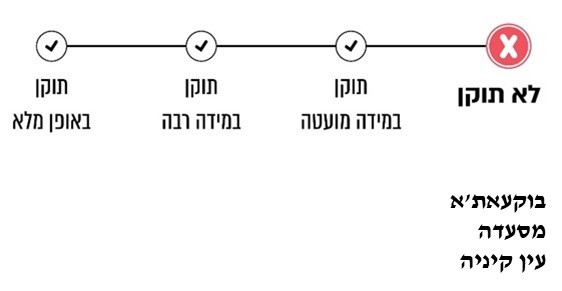 לא תוקן
תוקן
במידה מועטה
תוקן
במידה רבה
תוקן
באופן מלא
בוקעאת'א
מסעדה
עין קיניה